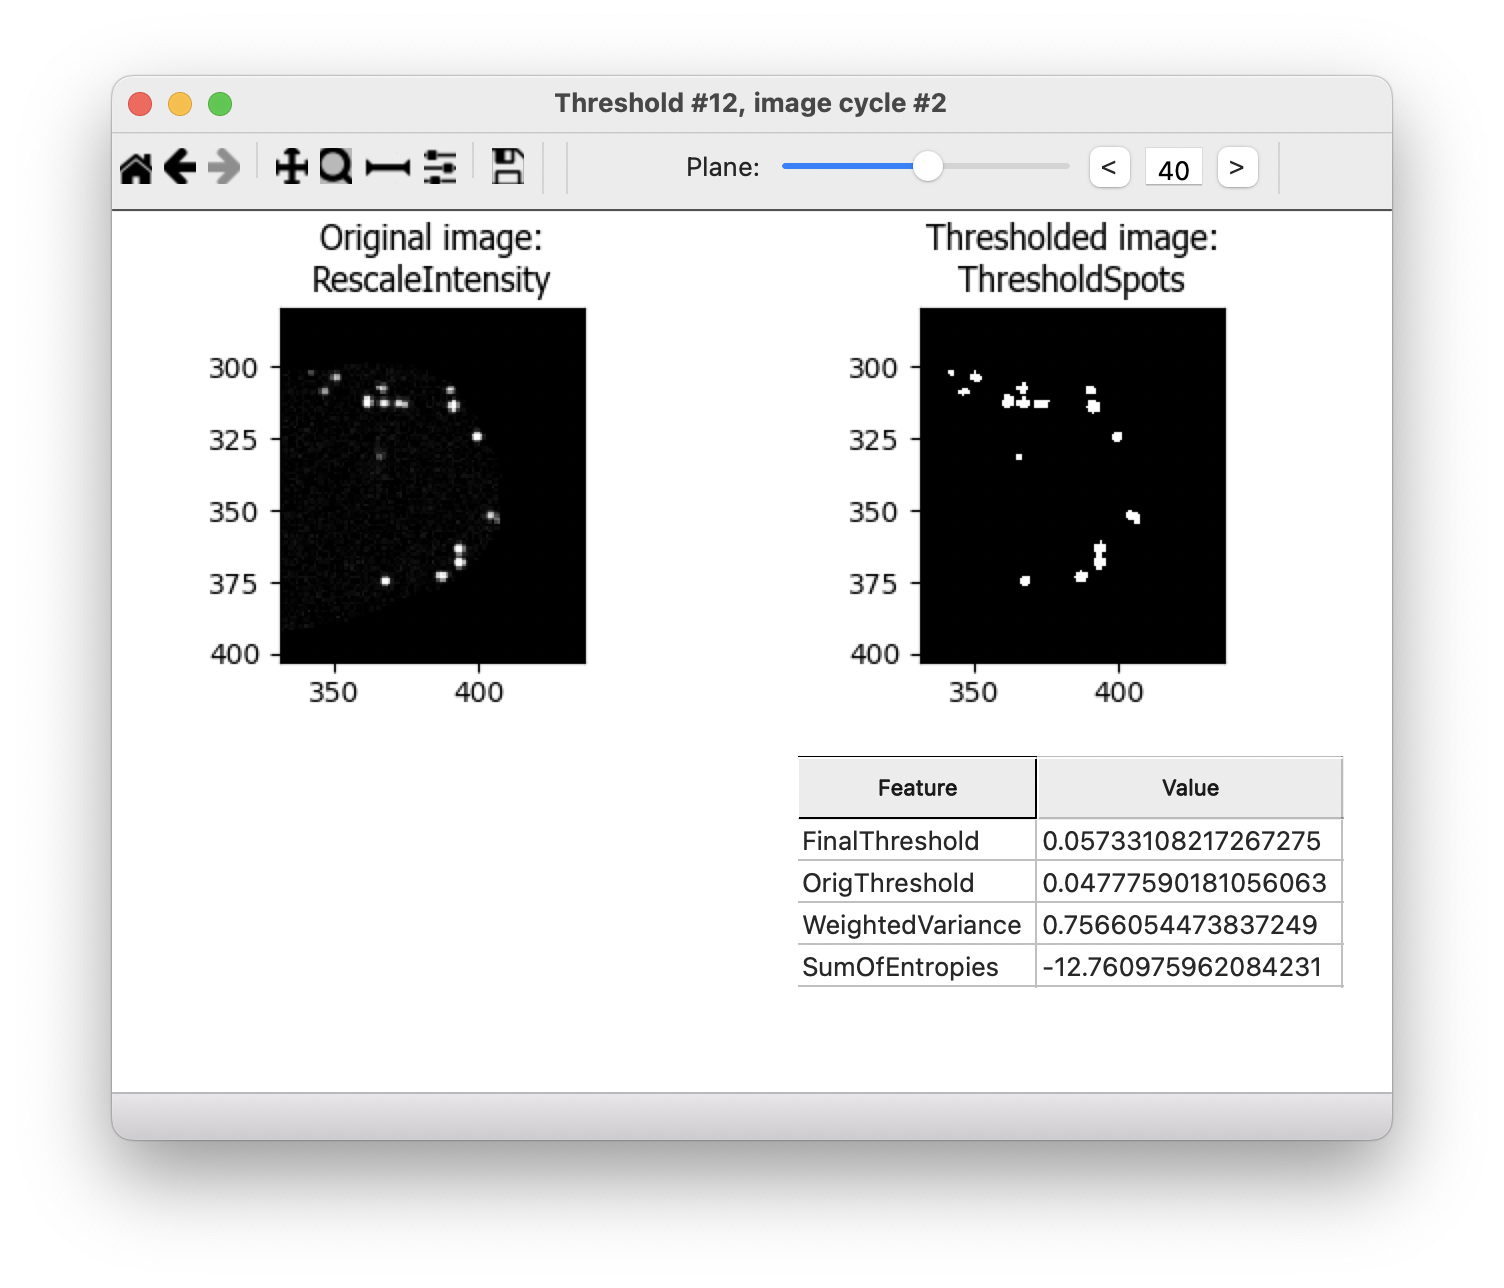 Threshold #12, image cycle #2
Plane:
<
40
>
Original image:
RescaleIntensity
300
325
350
375
400
350
400
Thresholded image:
ThresholdSpots
300
325
350
375
400
350
400
Feature Value
FinalThreshold 0.05733108217267275
OrigThreshold 0.04777590181056063
WeightedVariance 0.7566054473837249
SumOfEntropies -12.760975962084231